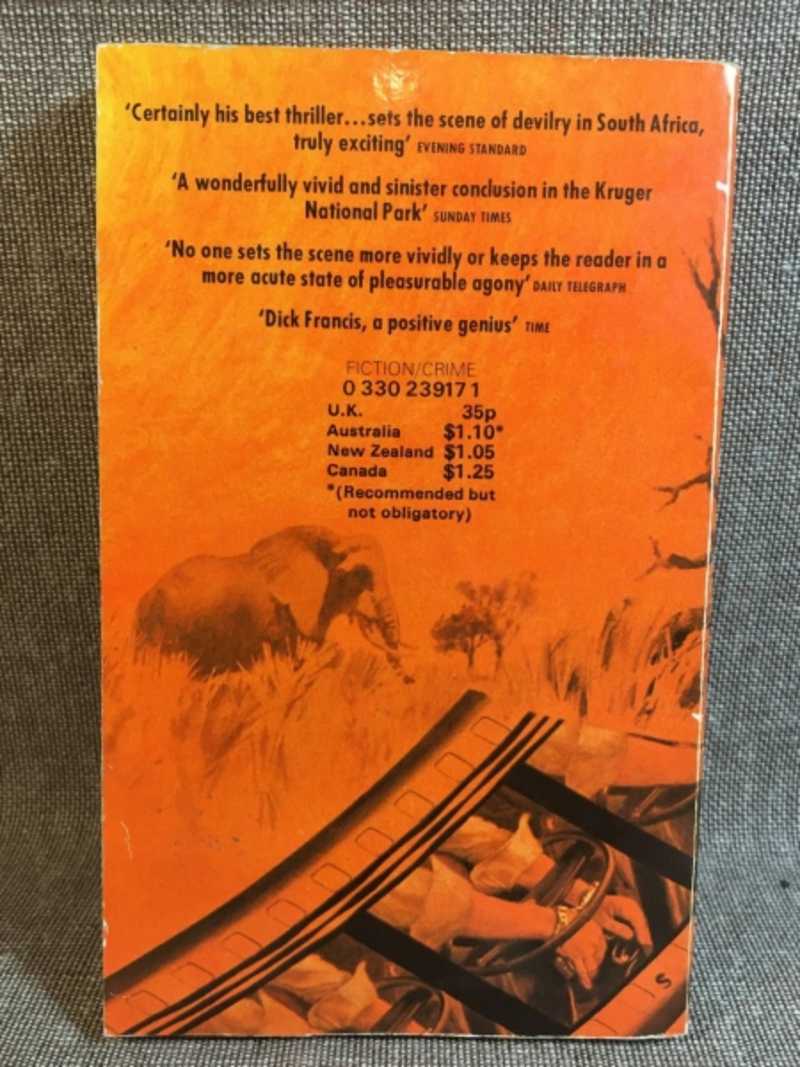 'Certainly his best thriller...sets the scene of devilry in South Africa,
truly exciting' EVENING STANDARD
'A wonderfully vivid and sinister conclusion in the Kruger
National Park' SUNDAY TIMES
'No one sets the scene more vividly or keeps the reader in a
more acute state of pleasurable agony' DAILY TELEGRAPH
'Dick Francis, a positive genius' TIME
FICTION/CRIME
0 330 239171
U.K. 35p
Australia $1.10*
New Zealand $1.05
Canada $1.25
*(Recommended but
not obligatory)
S